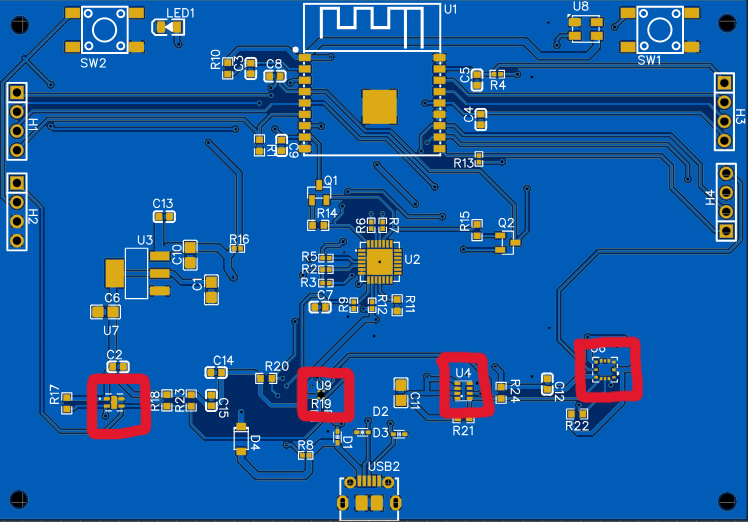 LED1
U1
U8
SW2
SW1
R10
C3
C8
C5
R4
H1
H3
C4
R1
C9
R13
H4
H2
Q1
C13
R14
R6
R7
R15
Q2
U3
R16
C10
R5
U2
R2
R3
C1
C6
C7
R9
R12
R11
U7
C2
C14
R20
U9
U4
U6
R17
R18
R23
C15
R19
C11
R24
C12
D2
R21
R22
D4
D1
D3
R8
USB2